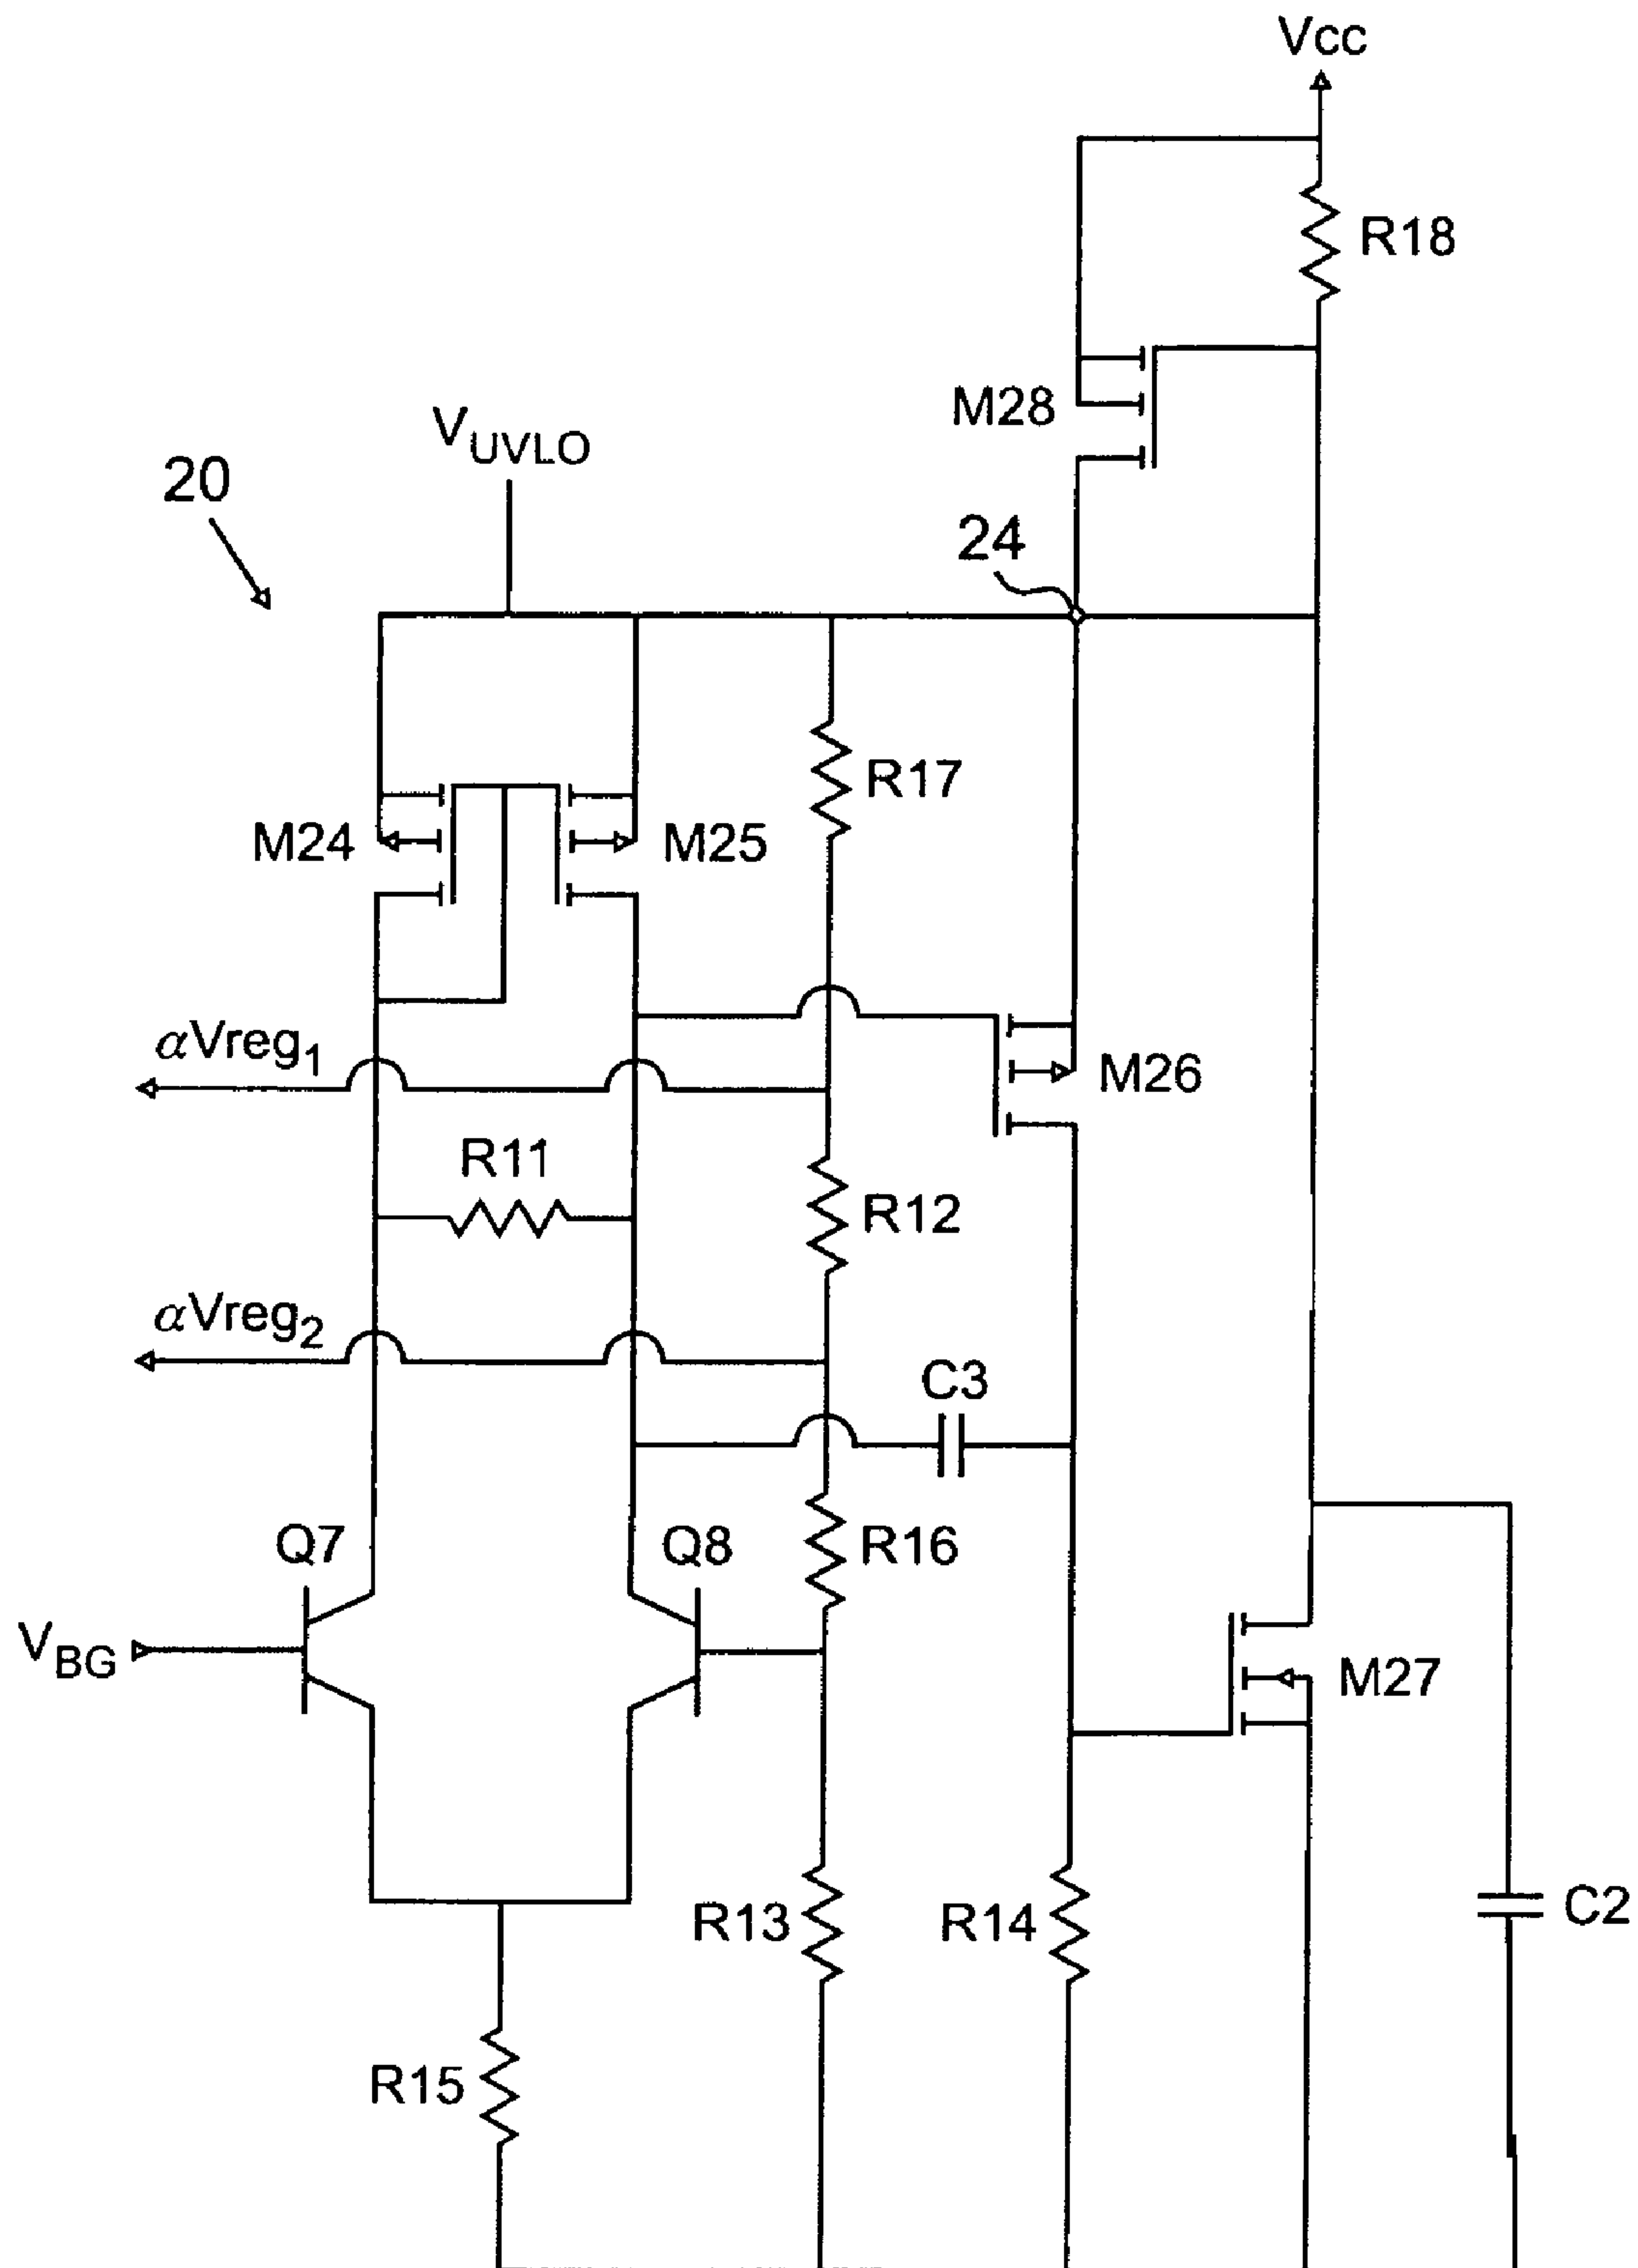 Vcc
R18
M28
VUVLO
20
24
R17
M24
M25
αVreg1
M26
R11
R12
αVreg2
C3
Q7
Q8
R16
VBG
M27
R13
R14
C2
R15